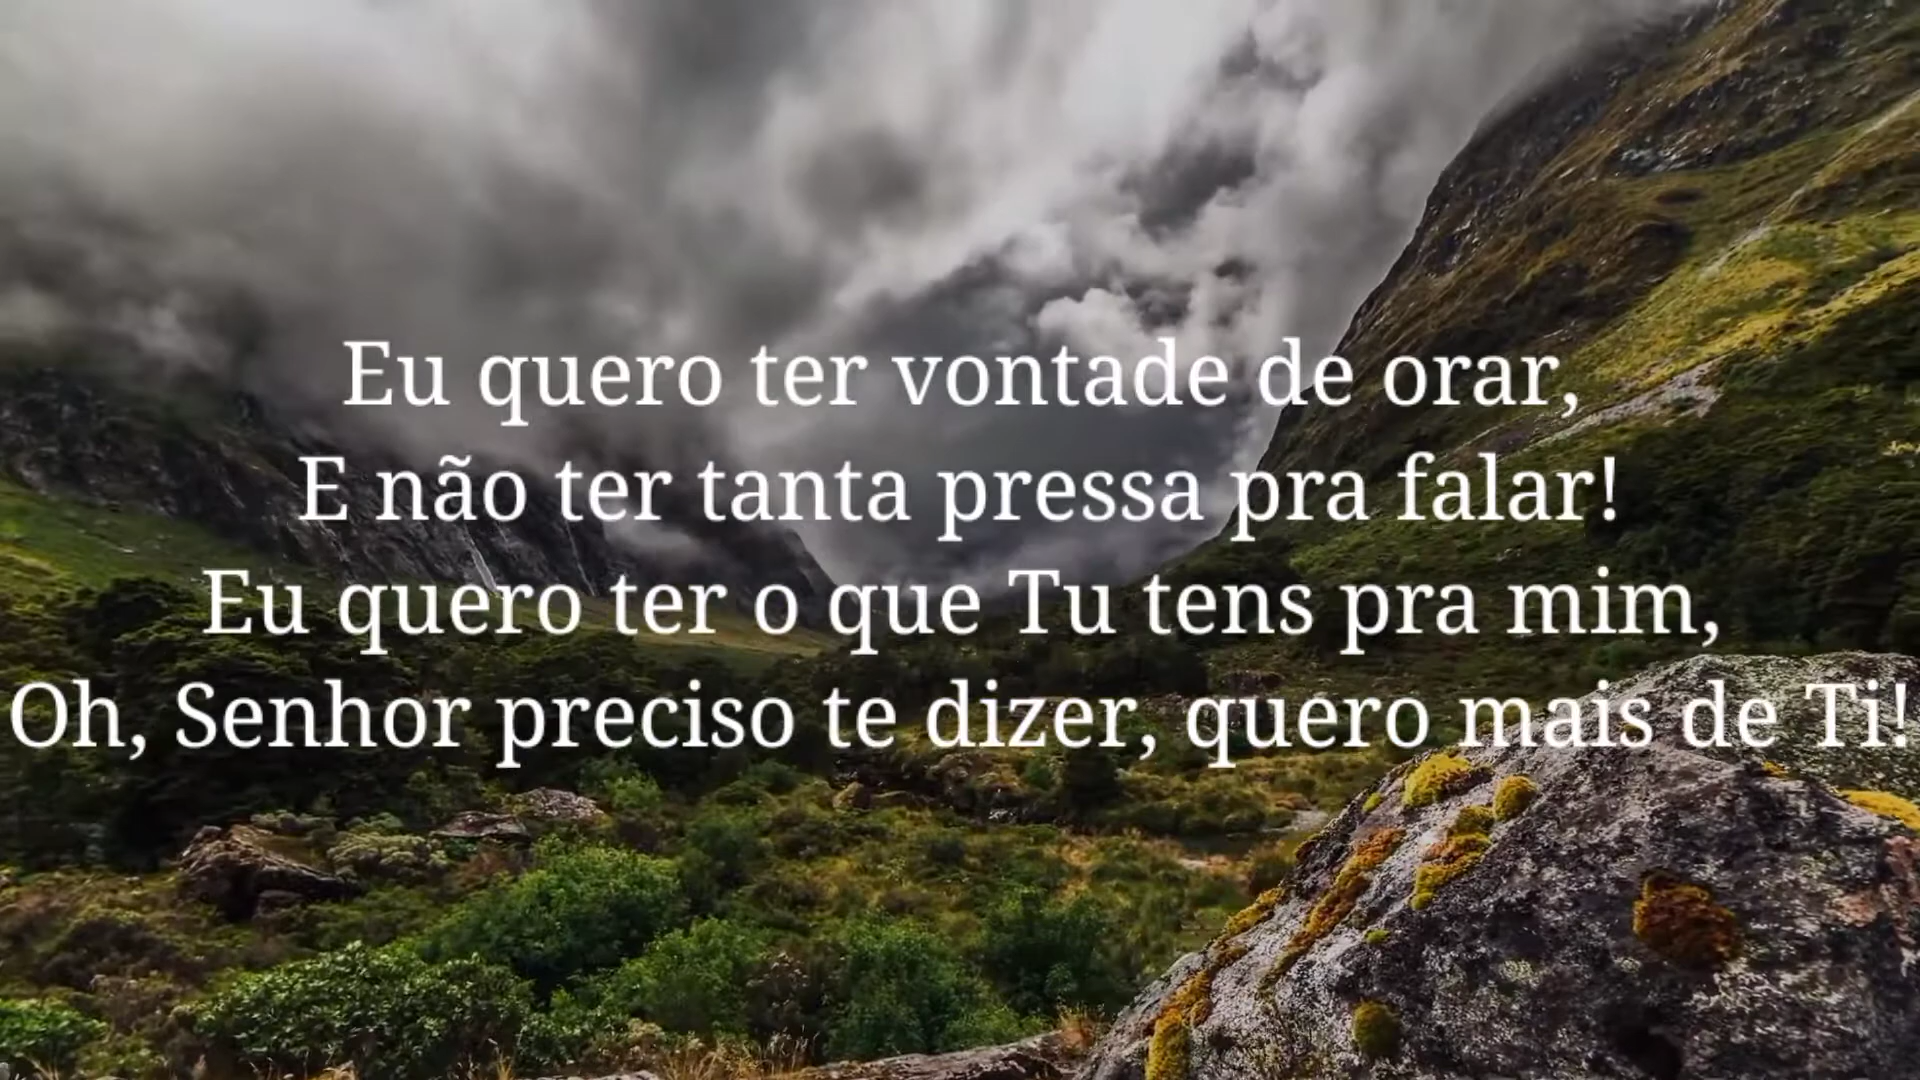 Eu quero ter vontade de orar,
E não ter tanta pressa pra falar!
Eu quero ter o que Tu tens pra mim,
Oh, Senhor preciso te dizer, quero mais de Ti!